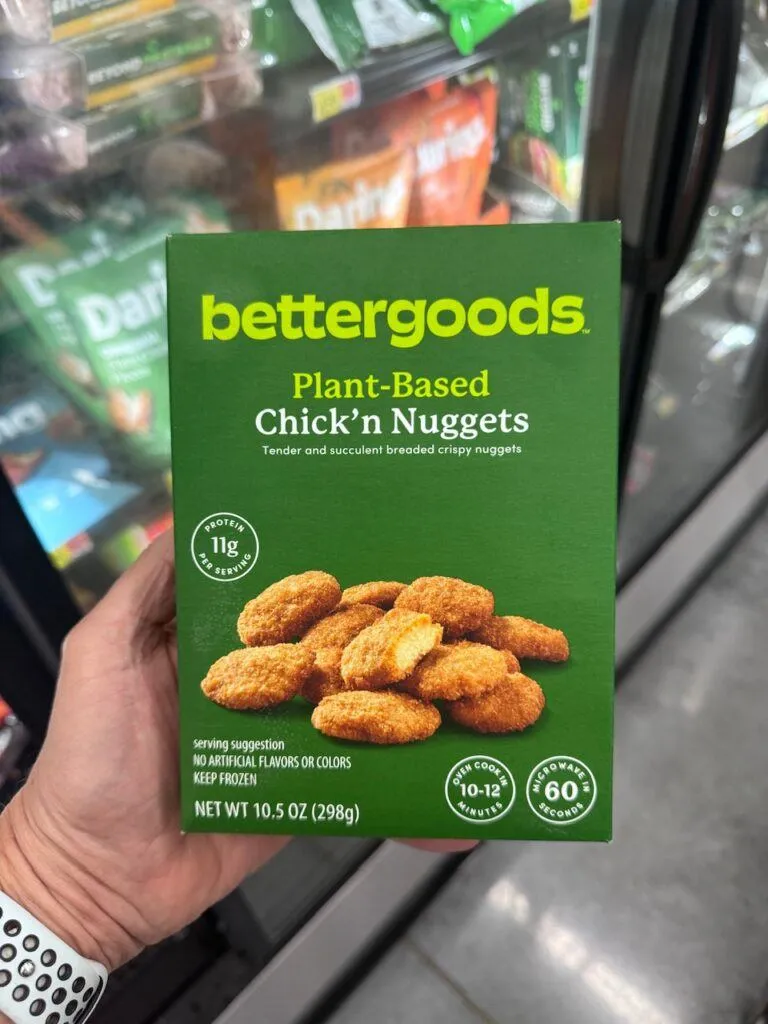 Daring
bettergoods™
Plant-Based
Chick'n Nuggets
Tender and succulent breaded crispy nuggets
PROTEIN
11g
PER SERVING
serving suggestion
NO ARTIFICIAL FLAVORS OR COLORS
KEEP FROZEN
NET WT 10.5 OZ (298g)
OVEN COOK IN
10-12
MINUTES
MICROWAVE IN
60
SECONDS